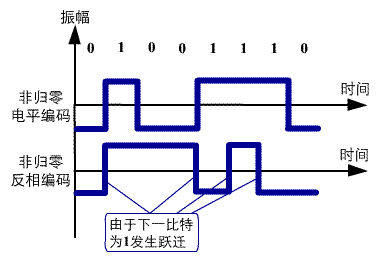 振幅
0 1 0 0 1 1 1 0
非归零
电平编码
时间
非归零
反相编码
时间
由于下一比特
为1发生跃迁